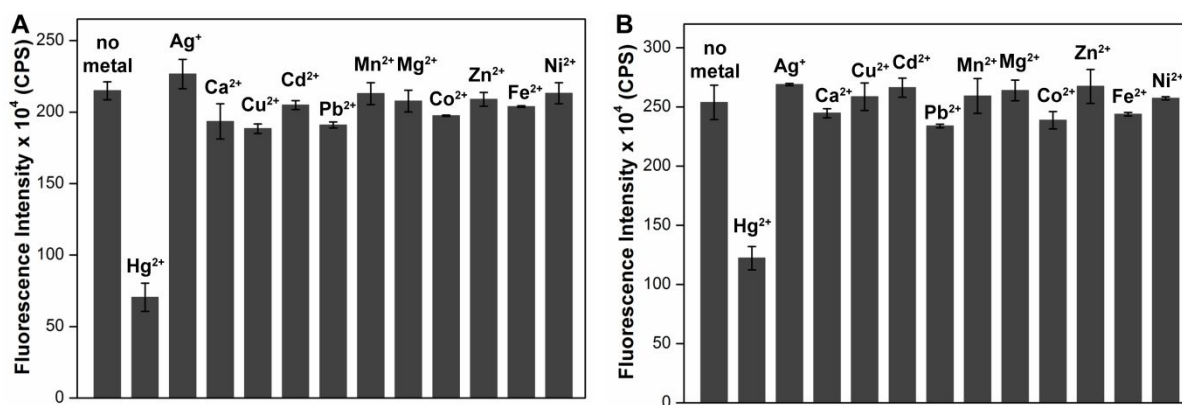 A
Fluorescence Intensity x 10⁴ (CPS)
250
200
150
100
50
0
no
metal
Hg²⁺
Ag⁺
Ca²⁺
Cu²⁺
Cd²⁺
Pb²⁺
Mn²⁺
Mg²⁺
Co²⁺
Zn²⁺
Fe²⁺
Ni²⁺
B
Fluorescence Intensity x 10⁴ (CPS)
300
250
200
150
100
50
0
no
metal
Hg²⁺
Ag⁺
Ca²⁺
Cu²⁺
Cd²⁺
Pb²⁺
Mn²⁺
Mg²⁺
Co²⁺
Zn²⁺
Fe²⁺
Ni²⁺